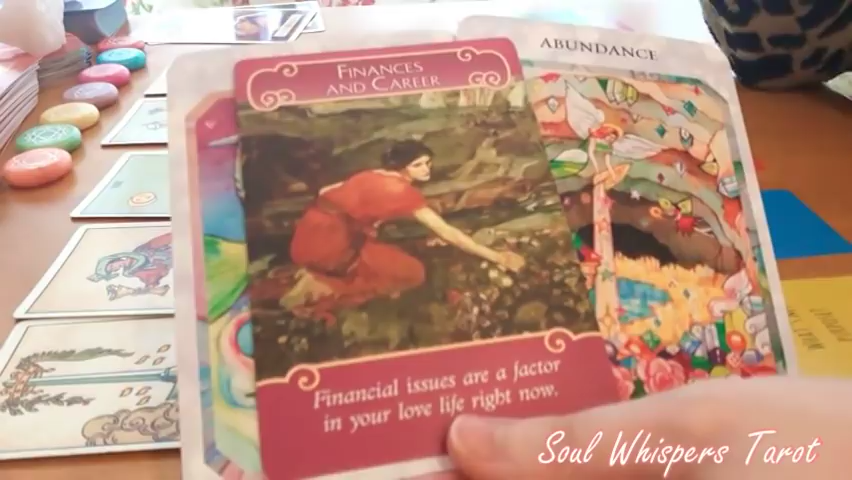 FINANCES
AND CAREER
ABUNDANCE
Financial issues are a factor
in your love life right now.
Soul Whispers Tarot